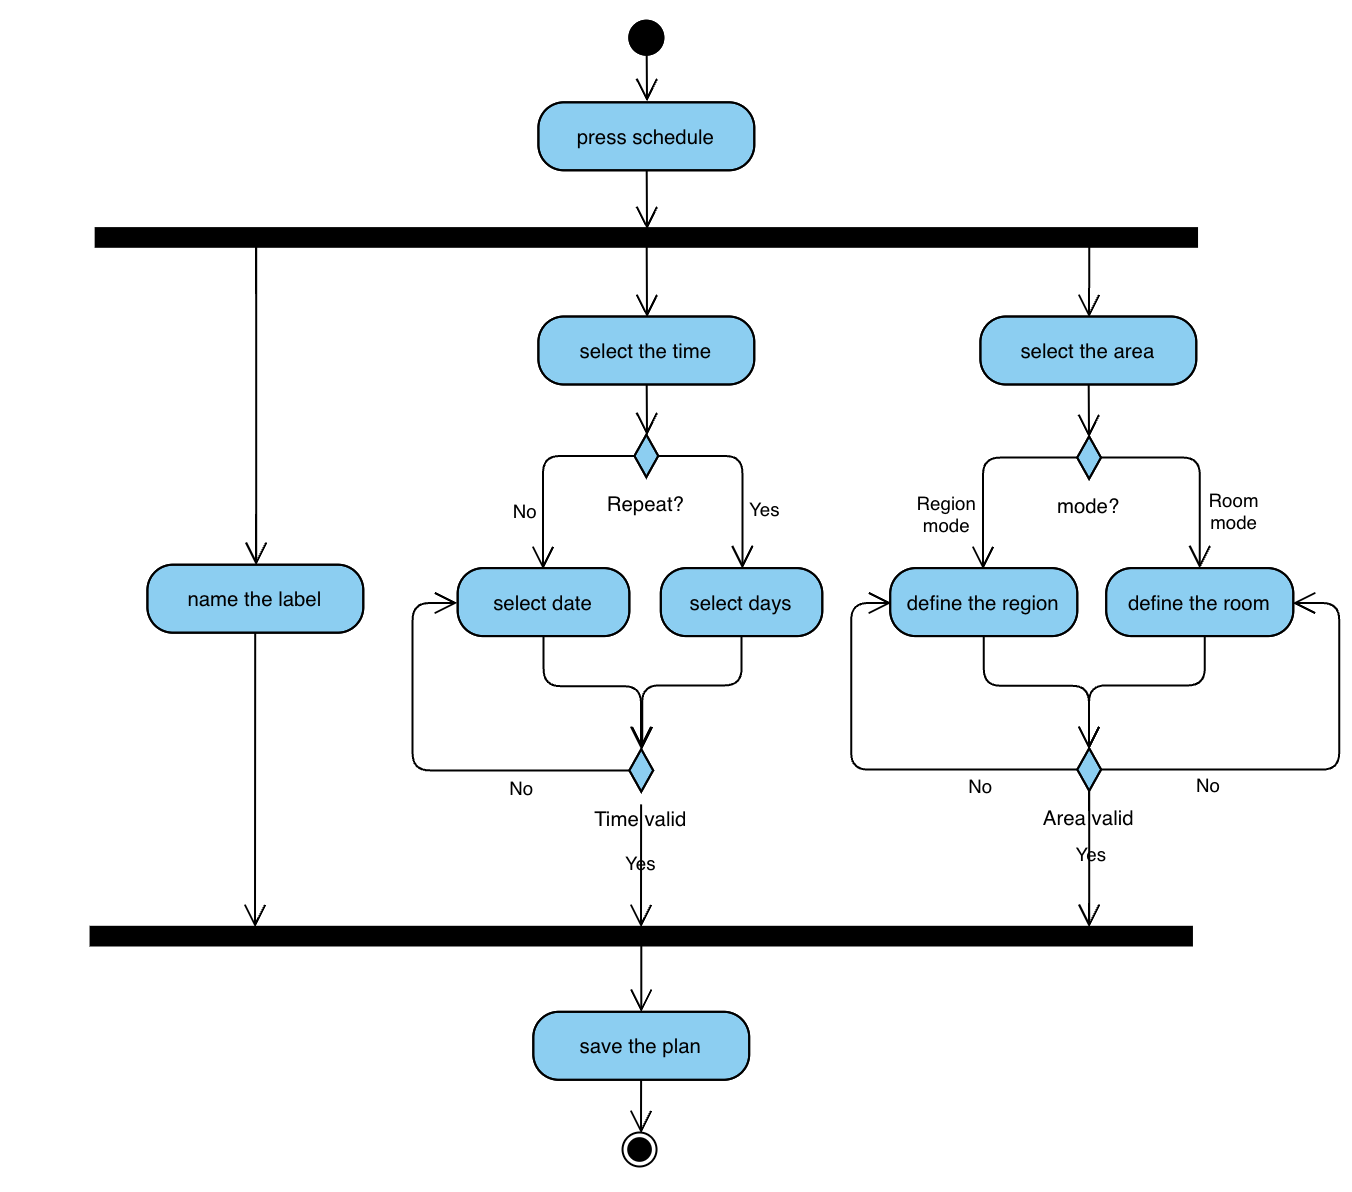 press schedule
select the time
select the area
Repeat?
No
Yes
Region
mode
mode?
Room
mode
name the label
select date
select days
define the region
define the room
No
Time valid
Yes
No
No
Area valid
Yes
save the plan